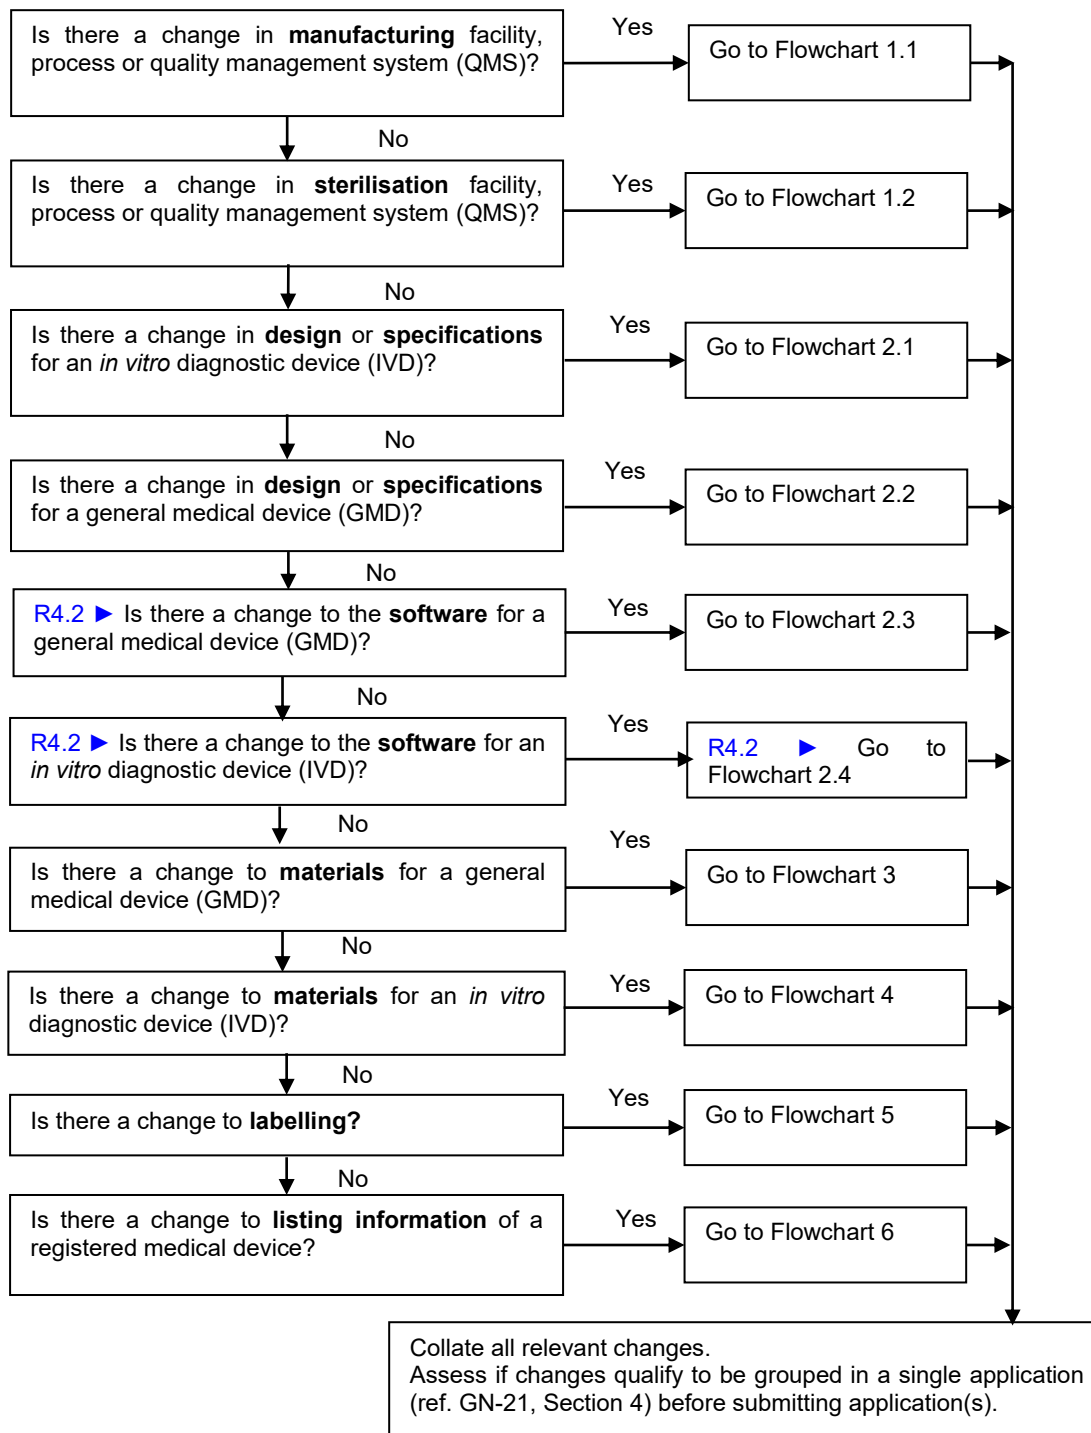 Is there a change in manufacturing facility,
process or quality management system (QMS)?
Yes
Go to Flowchart 1.1
No
Is there a change in sterilisation facility,
process or quality management system (QMS)?
Yes
Go to Flowchart 1.2
No
Is there a change in design or specifications
for an in vitro diagnostic device (IVD)?
Yes
Go to Flowchart 2.1
No
Is there a change in design or specifications
for a general medical device (GMD)?
Yes
Go to Flowchart 2.2
No
R4.2 ► Is there a change to the software for a
general medical device (GMD)?
Yes
Go to Flowchart 2.3
No
R4.2 ► Is there a change to the software for an
in vitro diagnostic device (IVD)?
Yes
R4.2 ► Go to
Flowchart 2.4
No
Is there a change to materials for a general
medical device (GMD)?
Yes
Go to Flowchart 3
No
Is there a change to materials for an in vitro
diagnostic device (IVD)?
Yes
Go to Flowchart 4
No
Is there a change to labelling?
Yes
Go to Flowchart 5
No
Is there a change to listing information of a
registered medical device?
Yes
Go to Flowchart 6
Collate all relevant changes.
Assess if changes qualify to be grouped in a single application
(ref. GN-21, Section 4) before submitting application(s).